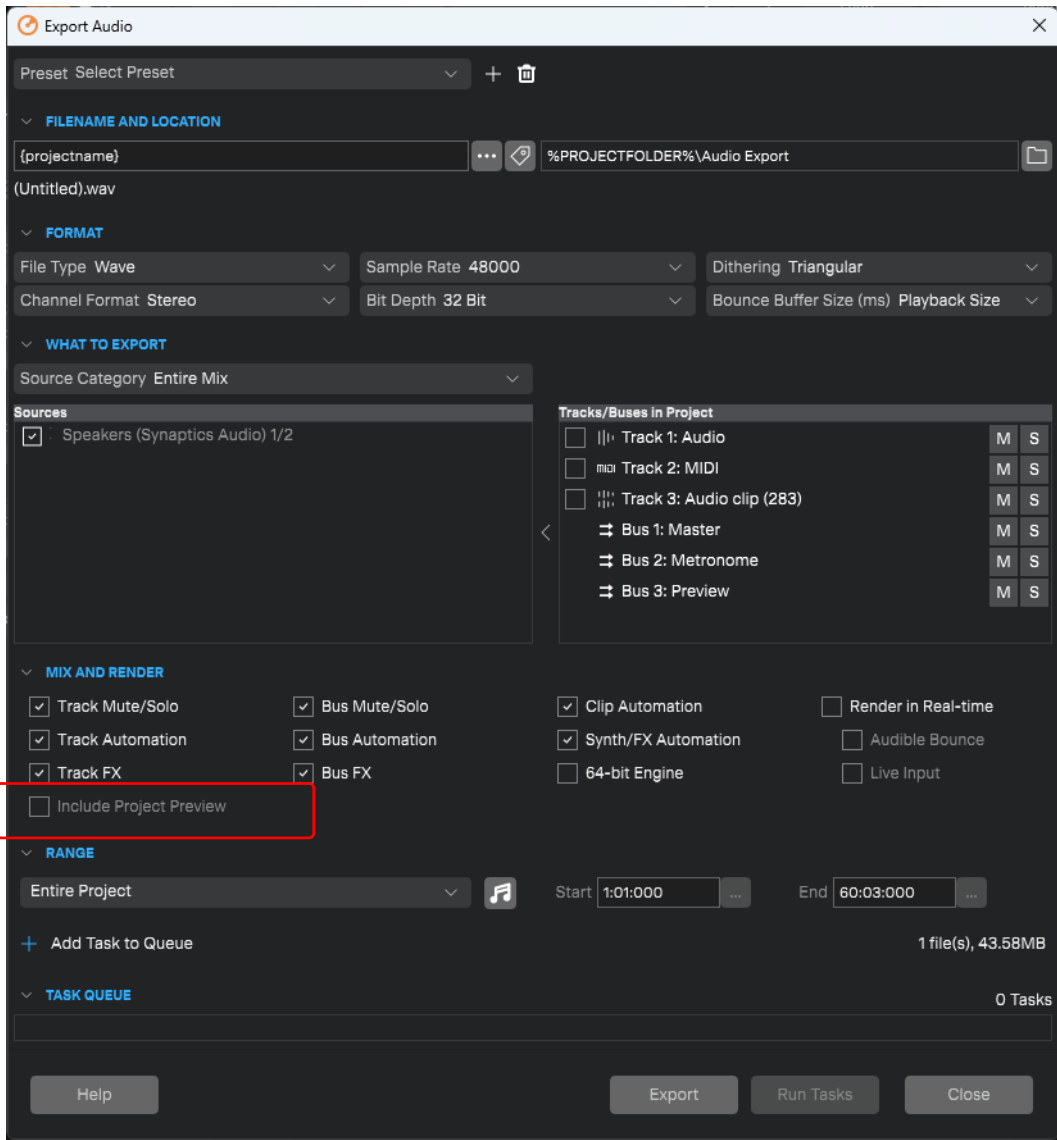 Export Audio
Preset Select Preset
FILENAME AND LOCATION
{projectname} ... %PROJECTFOLDER%\Audio Export
(Untitled).wav
FORMAT
File Type Wave Sample Rate 48000 Dithering Triangular
Channel Format Stereo Bit Depth 32 Bit Bounce Buffer Size (ms) Playback Size
WHAT TO EXPORT
Source Category Entire Mix
Sources Tracks/Buses in Project
Speakers (Synaptics Audio) 1/2 Track 1: Audio M S
MIDI Track 2: MIDI M S
Track 3: Audio clip (283) M S
Bus 1: Master M S
Bus 2: Metronome M S
Bus 3: Preview M S
MIX AND RENDER
Track Mute/Solo Bus Mute/Solo Clip Automation Render in Real-time
Track Automation Bus Automation Synth/FX Automation Audible Bounce
Track FX Bus FX 64-bit Engine Live Input
Include Project Preview
RANGE
Entire Project Start 1:01:000 ... End 60:03:000 ...
Add Task to Queue 1 file(s), 43.58MB
TASK QUEUE 0 Tasks
Help Export Run Tasks Close